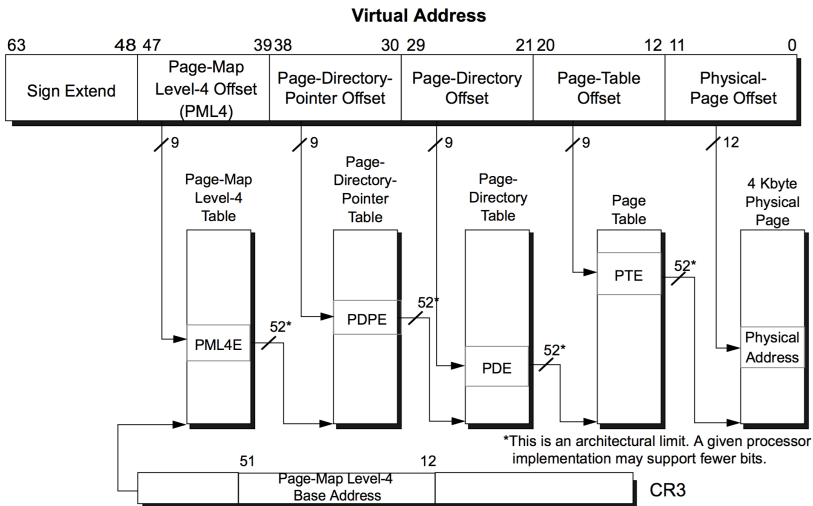 Virtual Address
63 48 47 39 38 30 29 21 20 12 11 0
Sign Extend
Page-Map
Level-4 Offset
(PML4)
Page-Directory-
Pointer Offset
Page-Directory
Offset
Page-Table
Offset
Physical-
Page Offset
9 9 9 9 12
Page-Map
Level-4
Table
Page-
Directory-
Pointer
Table
Page-
Directory
Table
Page
Table
4 Kbyte
Physical
Page
PML4E
52*
PDPE
52*
PDE
52*
PTE
52*
Physical
Address
*This is an architectural limit. A given processor
implementation may support fewer bits.
51 12
Page-Map Level-4
Base Address
CR3